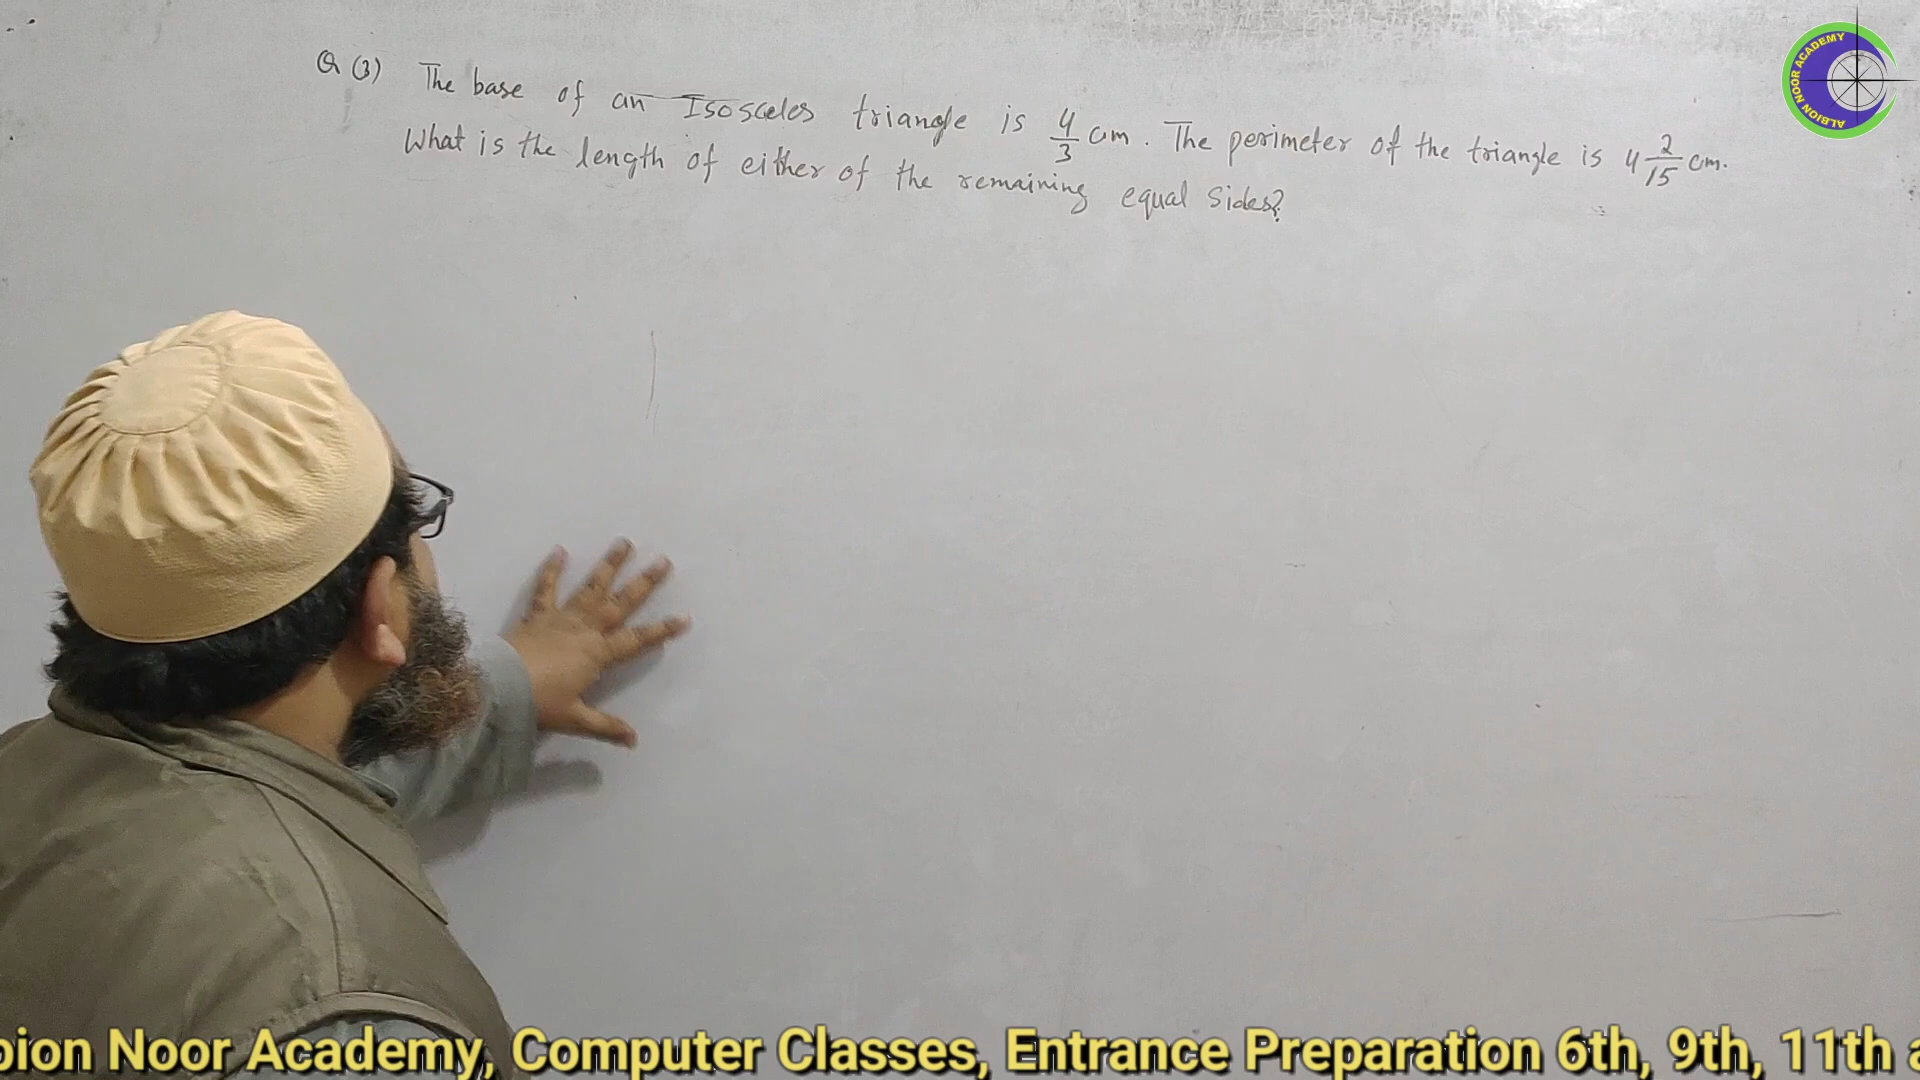 Q (3) The base of an Isosceles triangle is 4/3 cm. The perimeter of the triangle is 4 2/15 cm.
What is the length of either of the remaining equal sides?
ALBION NOOR ACADEMY
ALBION
bion Noor Academy, Computer Classes, Entrance Preparation 6th, 9th, 11th a